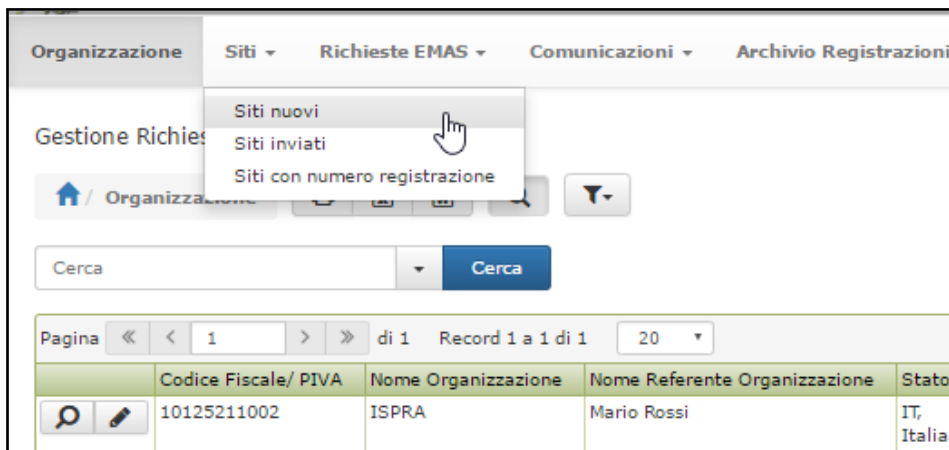 Organizzazione Siti Richieste EMAS Comunicazioni Archivio Registrazioni
Siti nuovi
Gestione Richies
Siti inviati
Siti con numero registrazione
/ Organizzazione
Cerca Cerca
Pagina « < 1 > » di 1 Record 1 a 1 di 1 20
Codice Fiscale/ PIVA Nome Organizzazione Nome Referente Organizzazione Stato
10125211002 ISPRA Mario Rossi IT,
Italia